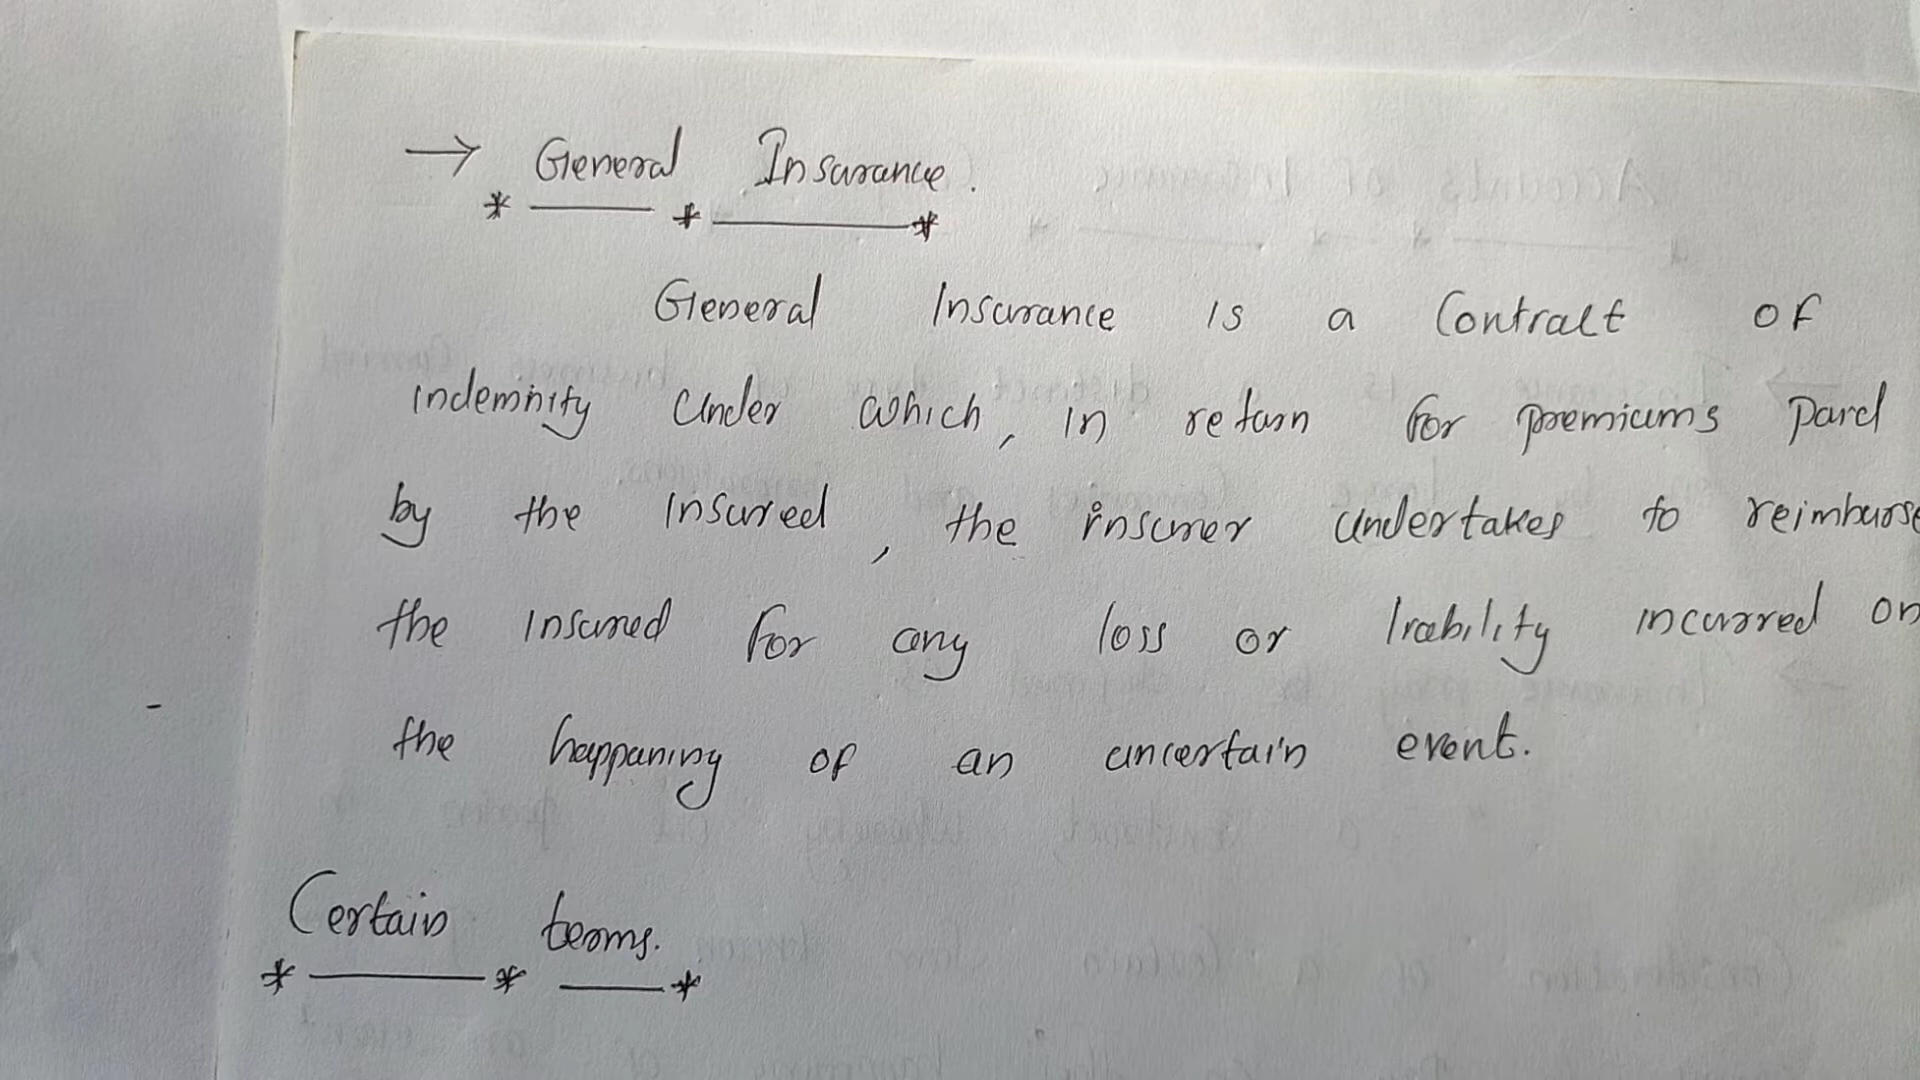 → General Insurance.
General Insurance is a Contract of
indemnity under which, in return for premiums paid
by the insured, the insurer undertakes to reimburse
the insured for any loss or liability incurred on
the happaning of an uncertain event.
Certain terms.